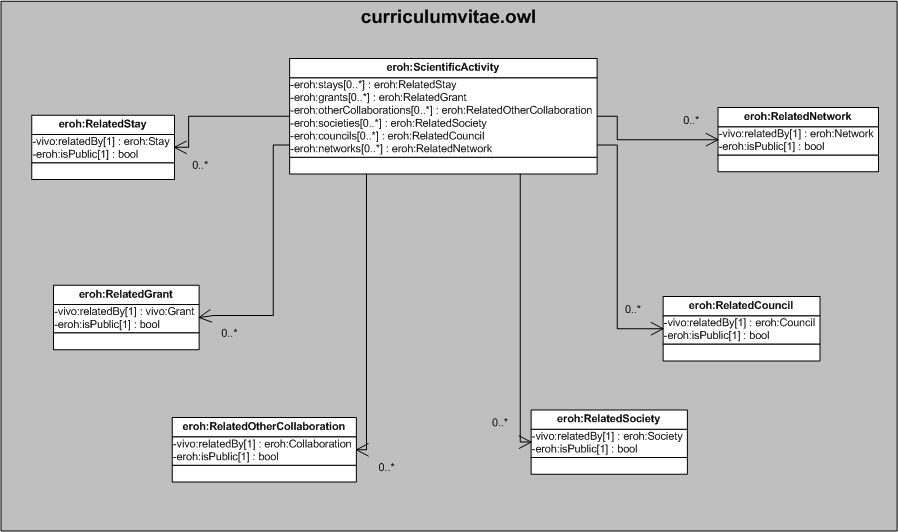 curriculumvitae.owl
eroh:ScientificActivity
-eroh:stays[0..*] : eroh:RelatedStay
-eroh:grants[0..*] : eroh:RelatedGrant
-eroh:otherCollaborations[0..*] : eroh:RelatedOtherCollaboration
-eroh:societies[0..*] : eroh:RelatedSociety
-eroh:councils[0..*] : eroh:RelatedCouncil
-eroh:networks[0..*] : eroh:RelatedNetwork
eroh:RelatedStay
-vivo:relatedBy[1] : eroh:Stay
-eroh:isPublic[1] : bool
0..*
0..*
eroh:RelatedNetwork
-vivo:relatedBy[1] : eroh:Network
-eroh:isPublic[1] : bool
eroh:RelatedGrant
-vivo:relatedBy[1] : vivo:Grant
-eroh:isPublic[1] : bool
0..*
0..*
eroh:RelatedCouncil
-vivo:relatedBy[1] : eroh:Council
-eroh:isPublic[1] : bool
eroh:RelatedOtherCollaboration
-vivo:relatedBy[1] : eroh:Collaboration
-eroh:isPublic[1] : bool
0..*
0..*
eroh:RelatedSociety
-vivo:relatedBy[1] : eroh:Society
-eroh:isPublic[1] : bool